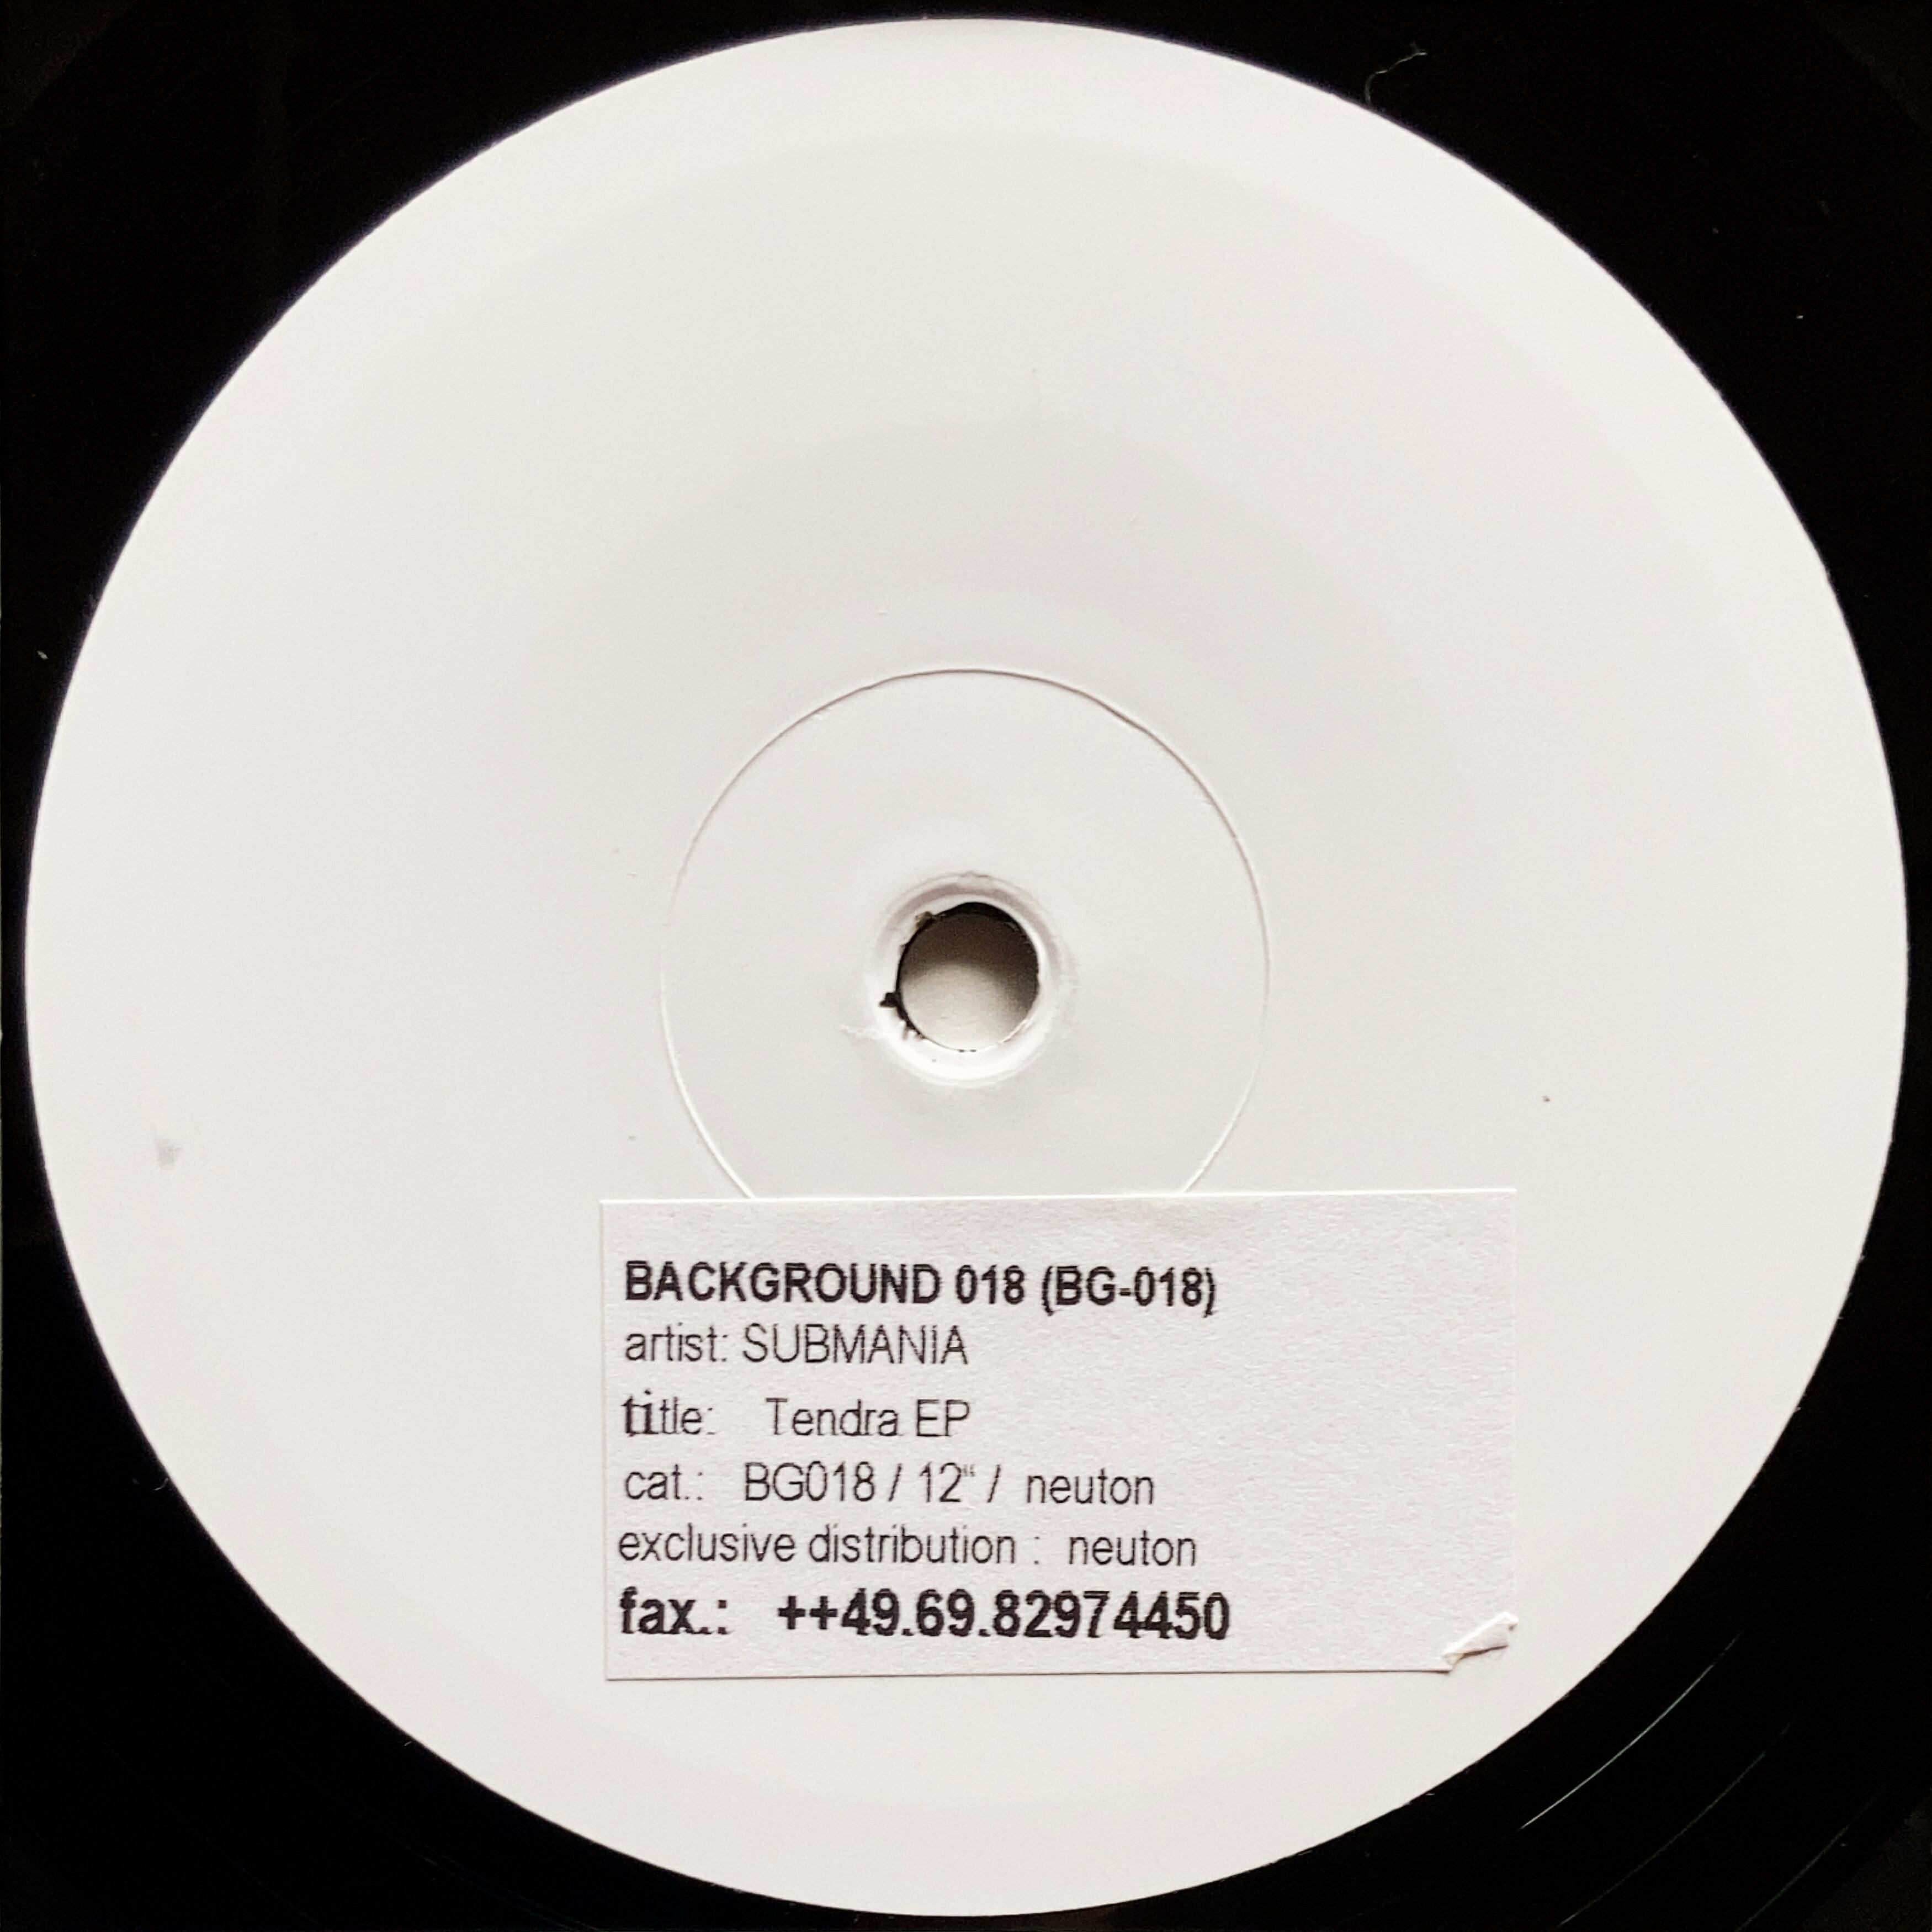 BACKGROUND 018 (BG-018)
artist: SUBMANIA
title: Tendra EP
cat.: BG018 / 12“ / neuton
exclusive distribution : neuton
fax.: ++49.69.82974450